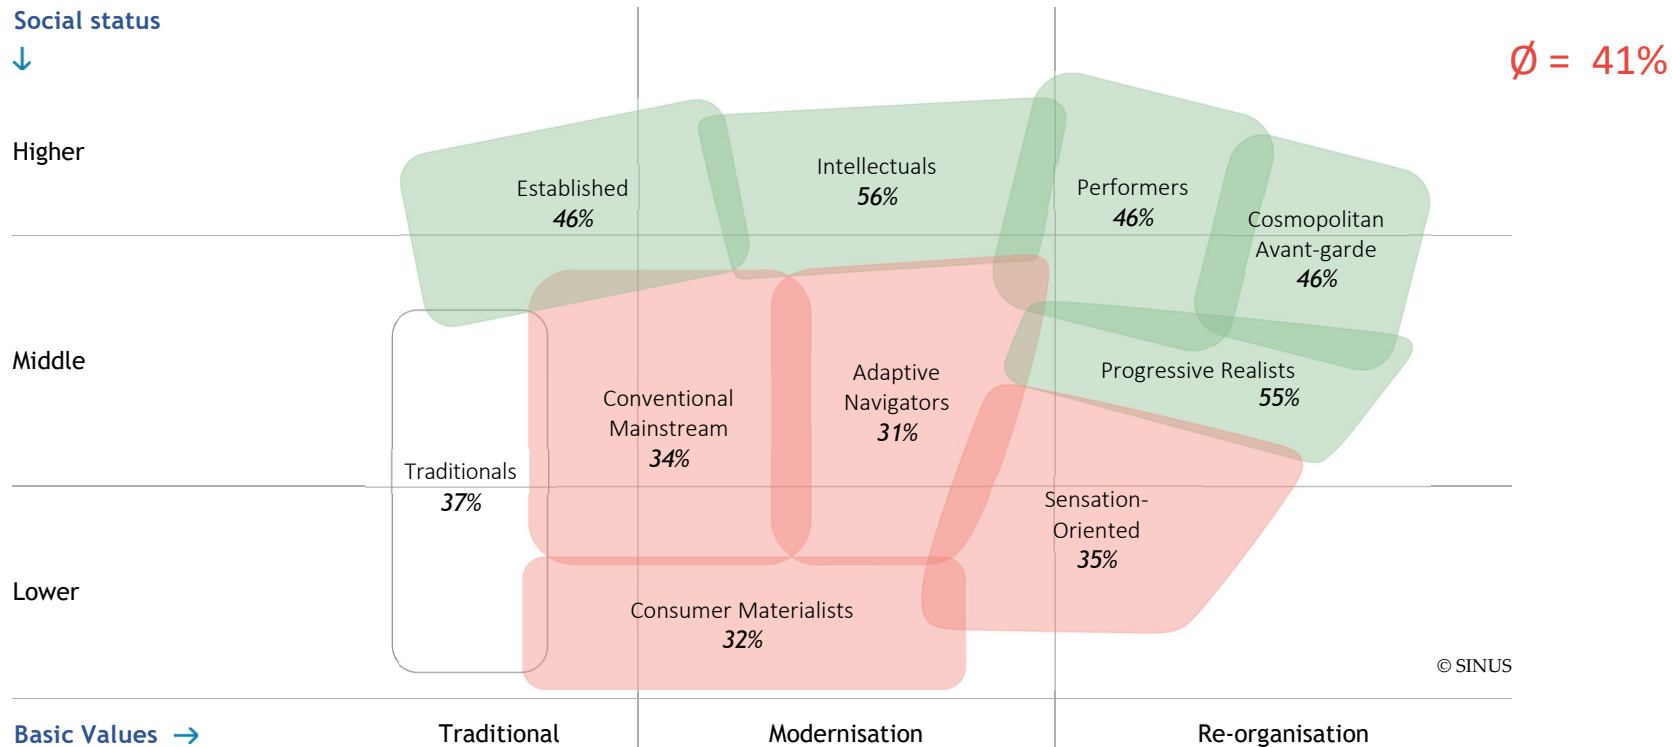 Social status
↓
Ø = 41%
Higher
Established
46%
Intellectuals
56%
Performers
46%
Cosmopolitan
Avant-garde
46%
Middle
Traditionals
37%
Conventional
Mainstream
34%
Adaptive
Navigators
31%
Progressive Realists
55%
Sensation-
Oriented
35%
Lower
Consumer Materialists
32%
© SINUS
Basic Values →
Traditional
Modernisation
Re-organisation